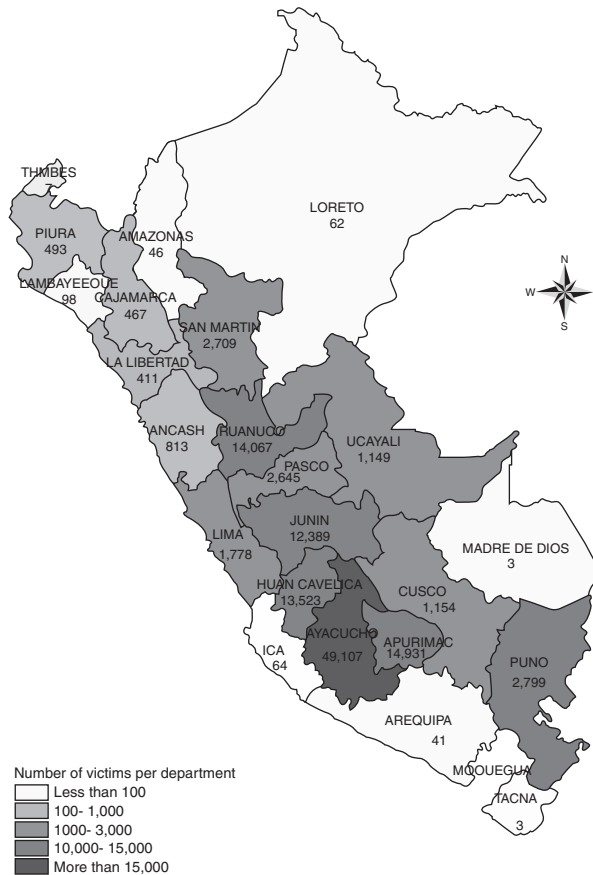 THMBES
LORETO
62
PIURA
493
AMAZONAS
46
LAMBAYEEOUE
98
CAJAMARCA
467
N
W
E
S
SAN MARTIN
2,709
LA LIBERTAD
411
ANCASH
813
RUANUCO
14,067
UCAYALI
1,149
PASCO
2,645
JUNIN
12,389
LIMA
1,778
MADRE DE DIOS
3
HUAN CAVELICA
13,523
CUSCO
1,154
AYACUCHO
49,107
APURIMAC
14,931
ICA
64
PUNO
2,799
AREQUIPA
41
MOOUEGUA
TACNA
3
Number of victims per department
Less than 100
100- 1,000
1000- 3,000
10,000- 15,000
More than 15,000